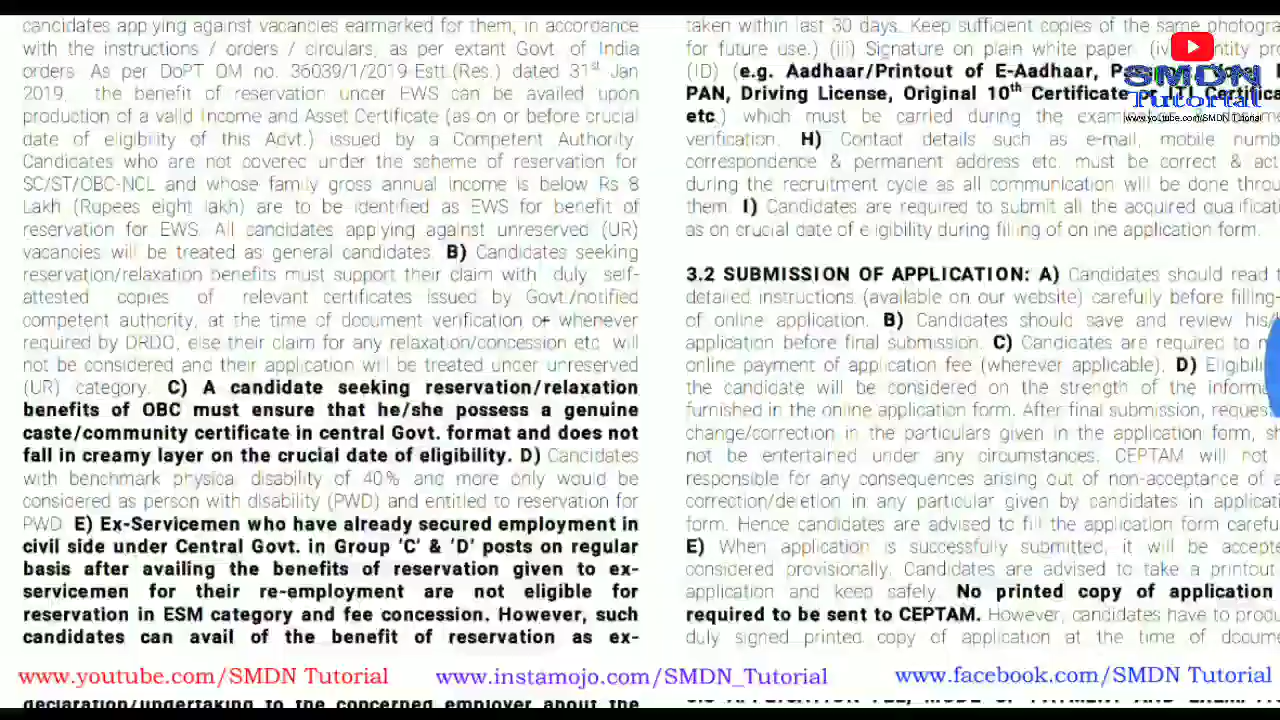 candidates applying against vacancies earmarked for them, in accordance
with the instructions / orders / circulars, as per extant Govt. of India
orders. As per DoPT OM no. 36039/1/2019 Estt (Res.) dated 31st Jan
2019, the benefit of reservation under EWS can be availed upon
production of a valid Income and Asset Certificate (as on or before crucial
date of eligibility of this Advt.) issued by a Competent Authority.
Candidates who are not covered under the scheme of reservation for
SC/ST/OBC-NCL and whose family gross annual income is below Rs 8
Lakh (Rupees eight lakh) are to be identified as EWS for benefit of
reservation for EWS. All candidates applying against unreserved (UR)
vacancies will be treated as general candidates. B) Candidates seeking
reservation/relaxation benefits must support their claim with duly self-
attested copies of relevant certificates issued by Govt./notified
competent authority, at the time of document verification or whenever
required by DRDO, else their claim for any relaxation/concession etc. will
not be considered and their application will be treated under unreserved
(UR) category. C) A candidate seeking reservation/relaxation
benefits of OBC must ensure that he/she possess a genuine
caste/community certificate in central Govt. format and does not
fall in creamy layer on the crucial date of eligibility. D) Candidates
with benchmark physical disability of 40% and more only would be
considered as person with disability (PWD) and entitled to reservation for
PWD. E) Ex-Servicemen who have already secured employment in
civil side under Central Govt. in Group 'C' & 'D' posts on regular
basis after availing the benefits of reservation given to ex-
servicemen for their re-employment are not eligible for
reservation in ESM category and fee concession. However, such
candidates can avail of the benefit of reservation as ex-
declaration/undertaking to the concerned employer about the
taken within last 30 days. Keep sufficient copies of the same
for future use.) (iii) Signature on plain white paper.
(ID) (e.g. Aadhaar/Printout of E-Aadhaar,
PAN, Driving License, Original 10th Certificate or ITI
etc.) which must be carried during the
verification. H) Contact details such as e-mail, mobile
correspondence & permanent address etc. must be correct &
during the recruitment cycle as all communication will be done
them. I) Candidates are required to submit all the acquired
as on crucial date of eligibility during filling of online application form.
3.2 SUBMISSION OF APPLICATION: A) Candidates should read
detailed instructions (available on our website) carefully before filling-
of online application. B) Candidates should save and review
application before final submission. C) Candidates are required to
online payment of application fee (wherever applicable). D)
the candidate will be considered on the strength of the
furnished in the online application form. After final submission,
change/correction in the particulars given in the application form,
not be entertained under any circumstances. CEPTAM will not
responsible for any consequences arising out of non-acceptance of
correction/deletion in any particular given by candidates in
form. Hence candidates are advised to fill the application form
E) When application is successfully submitted, it will be
considered provisionally. Candidates are advised to take a printout
application and keep safely. No printed copy of application
required to be sent to CEPTAM. However, candidates have to
duly signed printed copy of application at the time of
SMDN
Tutorial
www.youtube.com/SMDN Tutorial
www.youtube.com/SMDN Tutorial
www.instamojo.com/SMDN_Tutorial
www.facebook.com/SMDN Tutorial